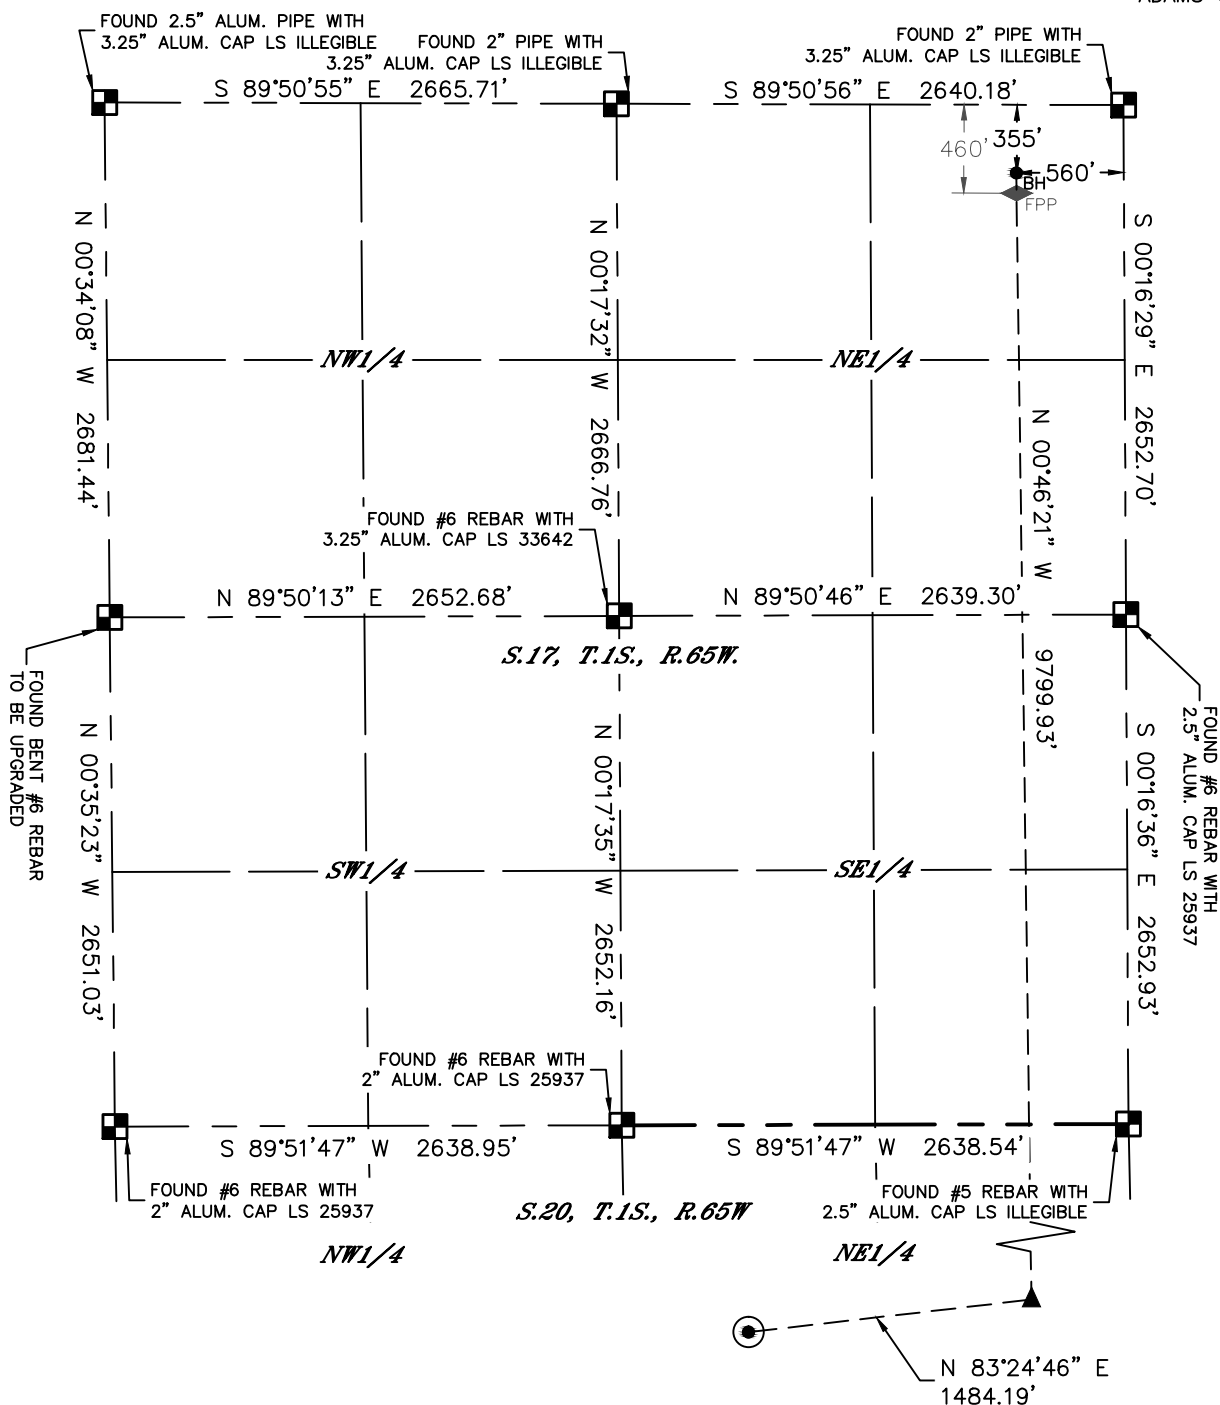 FOUND 2.5" ALUM. PIPE WITH
3.25" ALUM. CAP LS ILLEGIBLE
FOUND 2" PIPE WITH
3.25" ALUM. CAP LS ILLEGIBLE
FOUND 2" PIPE WITH
3.25" ALUM. CAP LS ILLEGIBLE
S 89°50'55" E 2665.71'
S 89°50'56" E 2640.18'
460'
355'
560'
BH
FPP
N 00°34'08" W 2681.44'
N 00°17'32" W 2666.76'
S 00°16'29" E 2652.70'
NW1/4
NE1/4
N 00°46'21" W 9799.93'
FOUND #6 REBAR WITH
3.25" ALUM. CAP LS 33642
N 89°50'13" E 2652.68'
N 89°50'46" E 2639.30'
S.17, T.1S., R.65W.
FOUND BENT #6 REBAR
TO BE UPGRADED
FOUND #6 REBAR WITH
2.5" ALUM. CAP LS 25937
N 00°35'23" W 2651.03'
N 00°17'35" W 2652.16'
S 00°16'36" E 2652.93'
SW1/4
SE1/4
FOUND #6 REBAR WITH
2" ALUM. CAP LS 25937
S 89°51'47" W 2638.95'
S 89°51'47" W 2638.54'
FOUND #6 REBAR WITH
2" ALUM. CAP LS 25937
S.20, T.1S., R.65W
FOUND #5 REBAR WITH
2.5" ALUM. CAP LS ILLEGIBLE
NW1/4
NE1/4
N 83°24'46" E
1484.19'